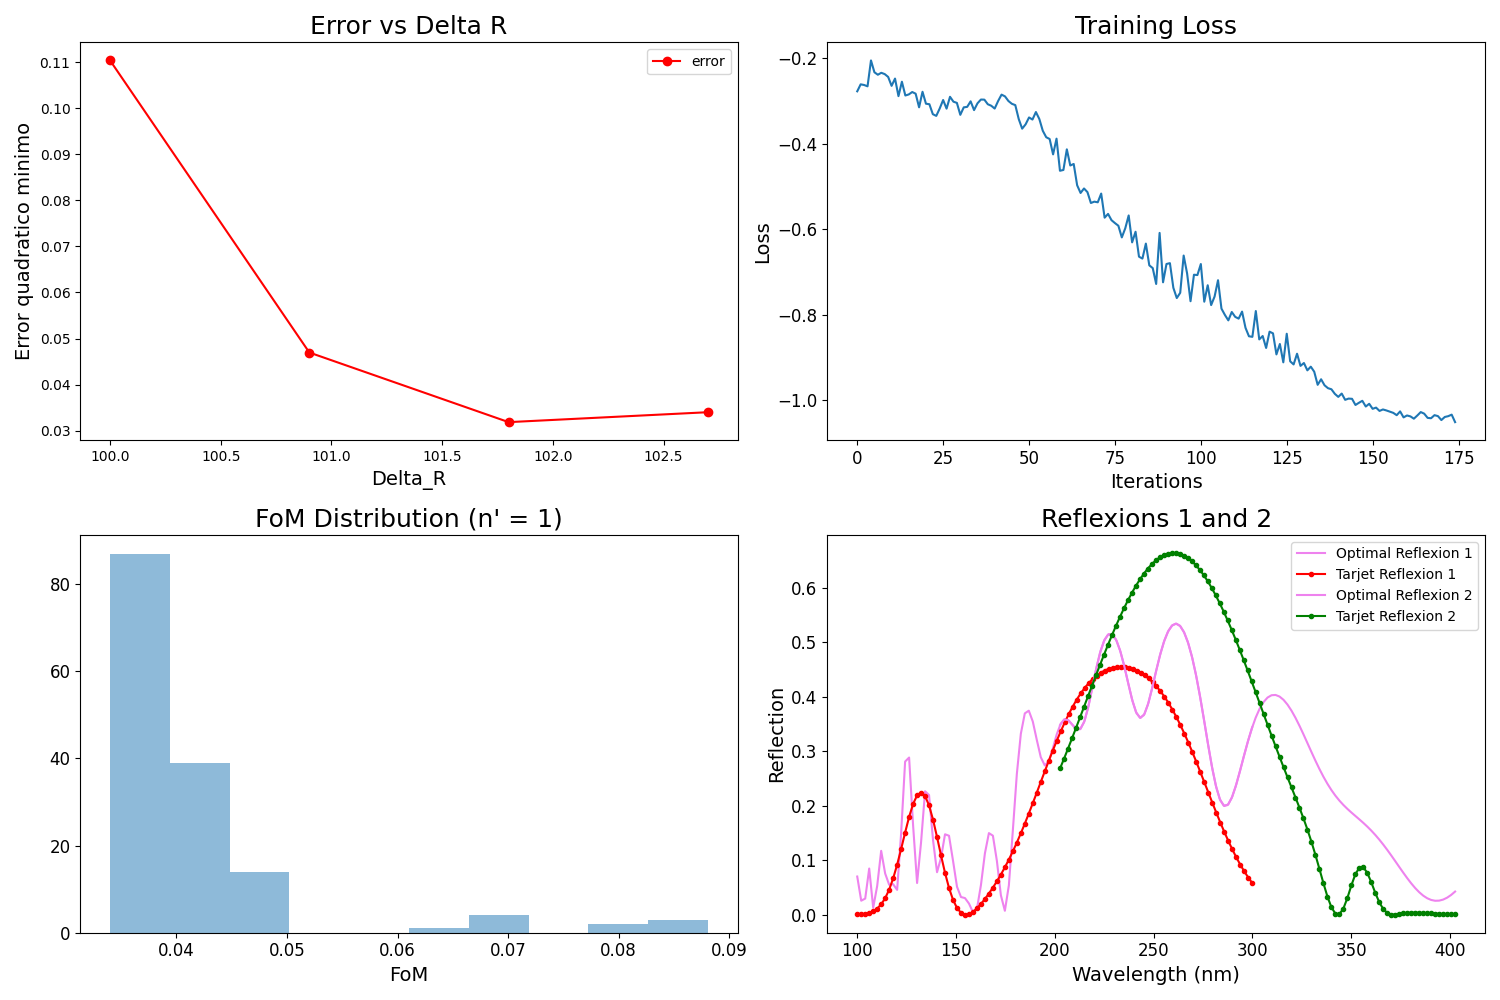 Error vs Delta R
error
Error quadratico minimo
0.11
0.10
0.09
0.08
0.07
0.06
0.05
0.04
0.03
100.0 100.5 101.0 101.5 102.0 102.5
Delta_R
Training Loss
Loss
−0.2
−0.4
−0.6
−0.8
−1.0
0 25 50 75 100 125 150 175
Iterations
FoM Distribution (n' = 1)
80
60
40
20
0
0.04 0.05 0.06 0.07 0.08 0.09
FoM
Reflexions 1 and 2
Optimal Reflexion 1
Tarjet Reflexion 1
Optimal Reflexion 2
Tarjet Reflexion 2
Reflection
0.6
0.5
0.4
0.3
0.2
0.1
0.0
100 150 200 250 300 350 400
Wavelength (nm)